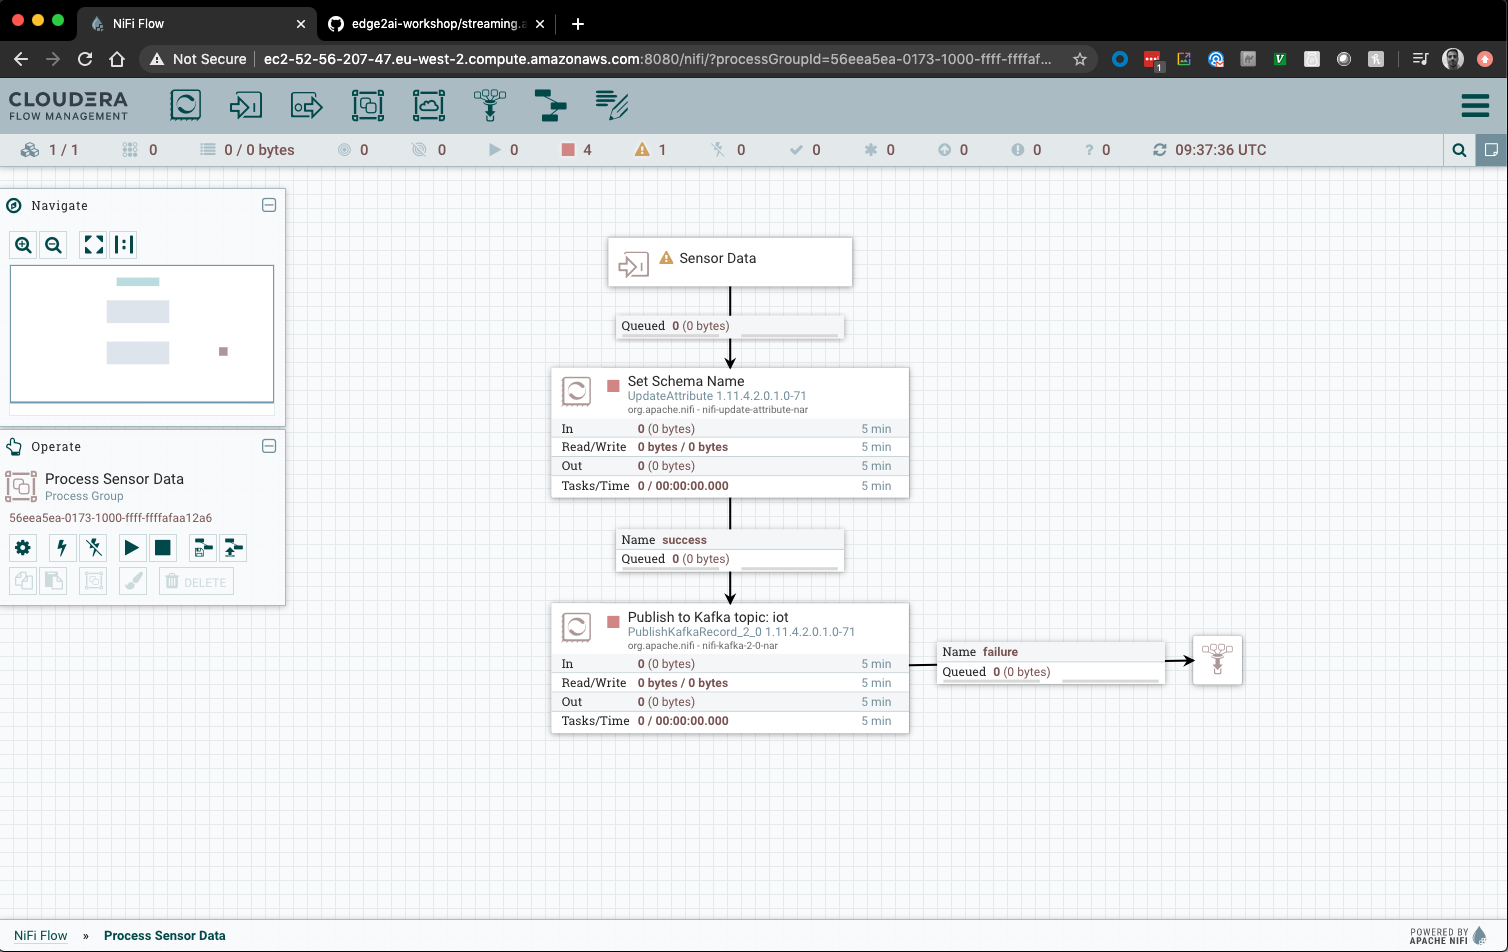 NiFi Flow
edge2ai-workshop/streaming.a
Not Secure
ec2-52-56-207-47.eu-west-2.compute.amazonaws.com:8080/nifi/?processGroupId=56eea5ea-0173-1000-ffff-ffffaf...
1
CLOUDERA
FLOW MANAGEMENT
1 / 1 0 0 / 0 bytes 0 0 0 4 1 0 0 0 0 0 ? 0 09:37:36 UTC
Navigate
Operate
Process Sensor Data
Process Group
56eea5ea-0173-1000-ffff-ffffafaa12a6
DELETE
Sensor Data
Queued 0 (0 bytes)
Set Schema Name
UpdateAttribute 1.11.4.2.0.1.0-71
org.apache.nifi - nifi-update-attribute-nar
In 0 (0 bytes) 5 min
Read/Write 0 bytes / 0 bytes 5 min
Out 0 (0 bytes) 5 min
Tasks/Time 0 / 00:00:00.000 5 min
Name success
Queued 0 (0 bytes)
Publish to Kafka topic: iot
PublishKafkaRecord_2_0 1.11.4.2.0.1.0-71
org.apache.nifi - nifi-kafka-2-0-nar
In 0 (0 bytes) 5 min
Read/Write 0 bytes / 0 bytes 5 min
Out 0 (0 bytes) 5 min
Tasks/Time 0 / 00:00:00.000 5 min
Name failure
Queued 0 (0 bytes)
NiFi Flow » Process Sensor Data
POWERED BY
APACHE NIFI